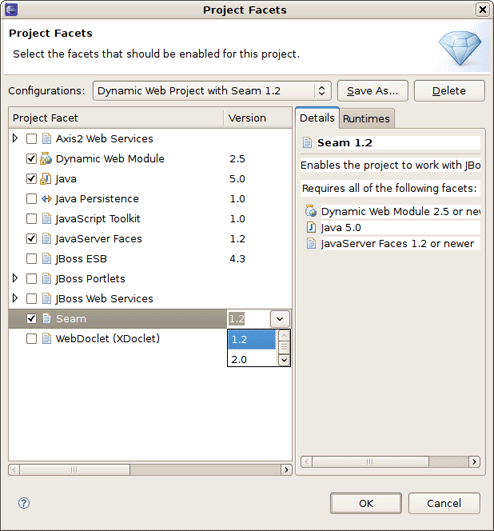 Project Facets
Project Facets
Select the facets that should be enabled for this project.
Configurations: Dynamic Web Project with Seam 1.2 Save As... Delete
Project Facet Version
Axis2 Web Services
Dynamic Web Module 2.5
Java 5.0
Java Persistence 1.0
JavaScript Toolkit 1.0
JavaServer Faces 1.2
JBoss ESB 4.3
JBoss Portlets
JBoss Web Services
Seam 1.2
1.2
2.0
WebDoclet (XDoclet)
Details Runtimes
Seam 1.2
Enables the project to work with JBo
Requires all of the following facets:
Dynamic Web Module 2.5 or new
Java 5.0
JavaServer Faces 1.2 or newer
? OK Cancel